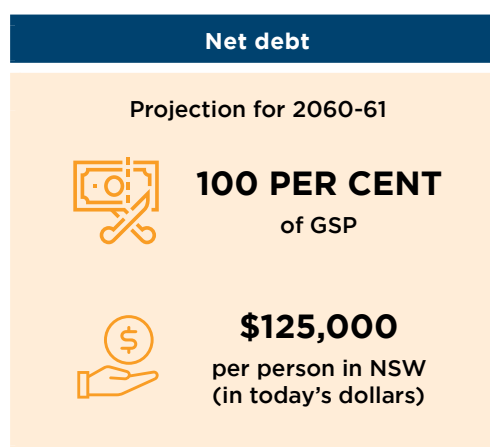 Net debt
Projection for 2060-61
100 PER CENT
of GSP
$
$125,000
per person in NSW
(in today's dollars)